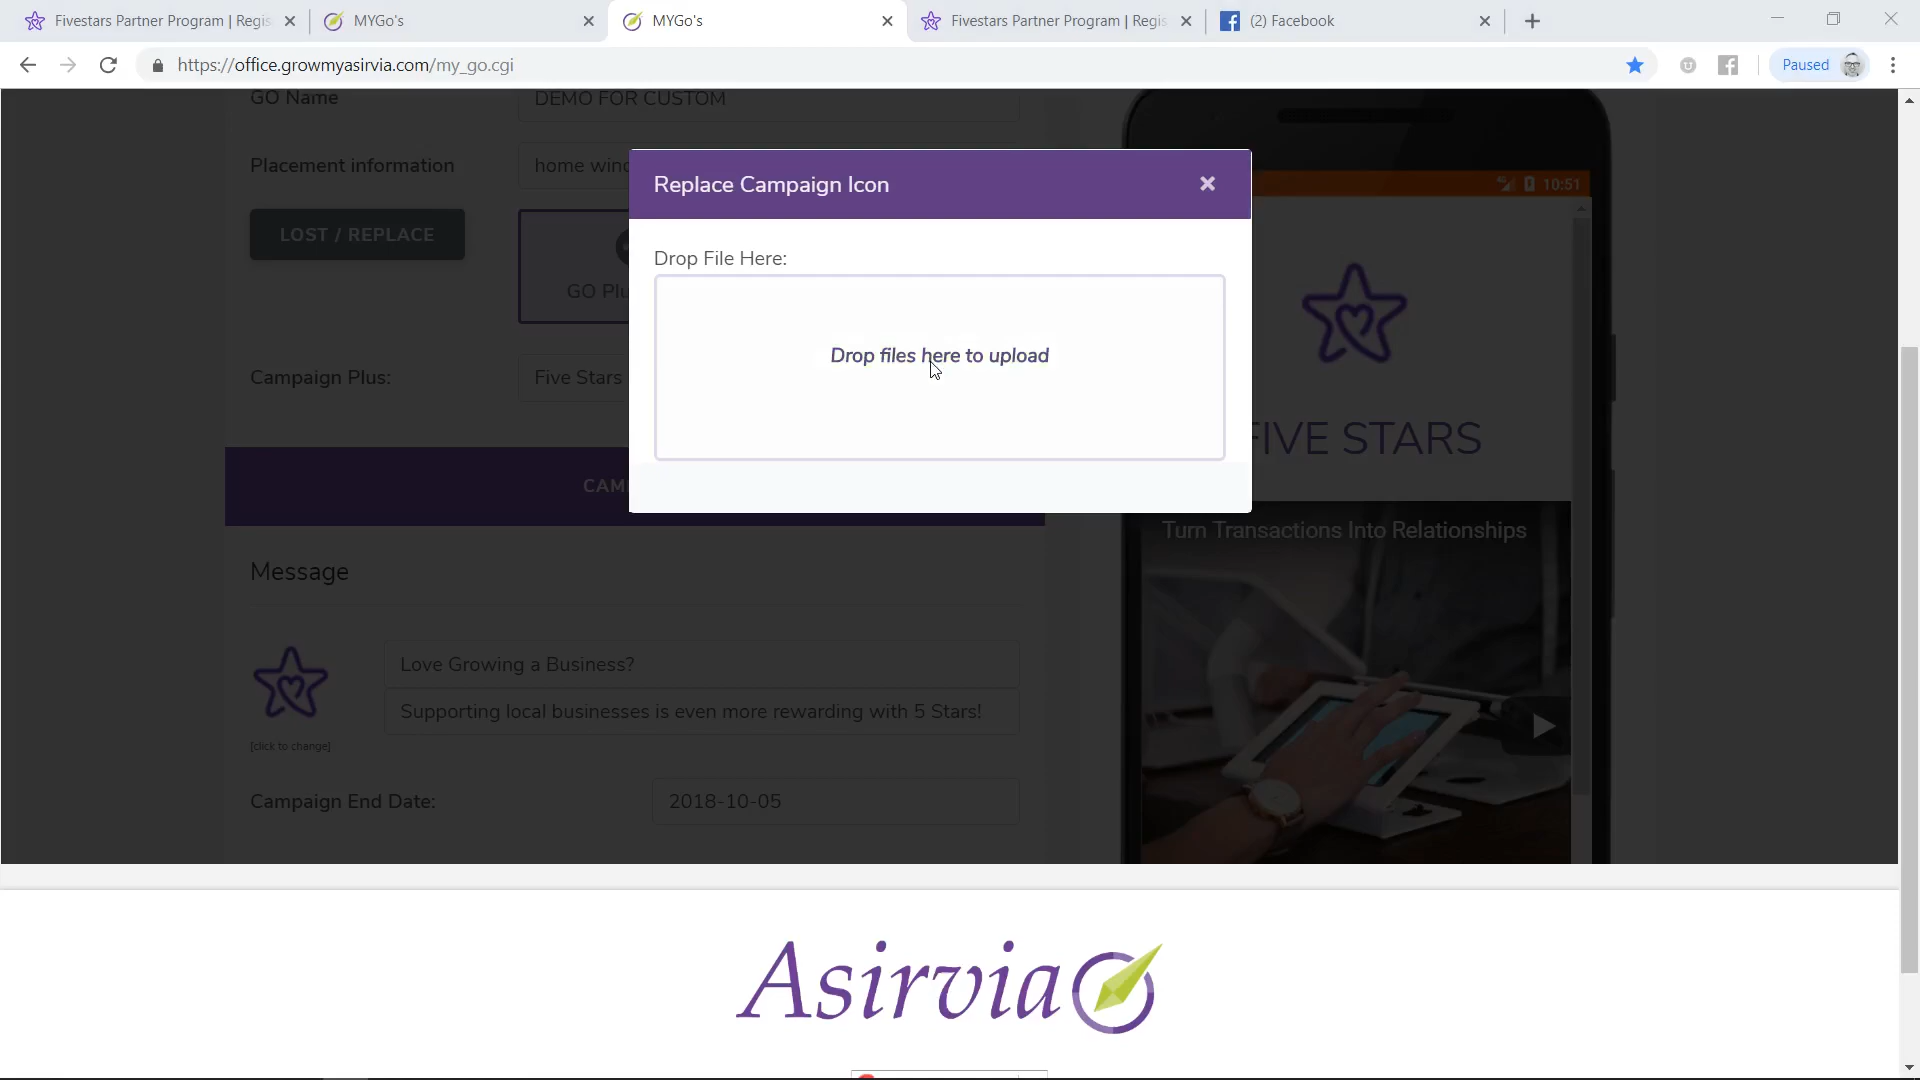 Fivestars Partner Program | Regis
MYGo's
MYGo's
Fivestars Partner Program | Regis
(2) Facebook
https://office.growmyasirvia.com/my_go.cgi
Paused
GO Name
DEMO FOR CUSTOM
Placement information
home wind
Replace Campaign Icon
10:51
LOST / REPLACE
Drop File Here:
GO Plu
Drop files here to upload
Campaign Plus:
Five Stars
FIVE STARS
CAM
Turn Transactions Into Relationships
Message
Love Growing a Business?
Supporting local businesses is even more rewarding with 5 Stars!
[click to change]
Campaign End Date:
2018-10-05
Asirvia